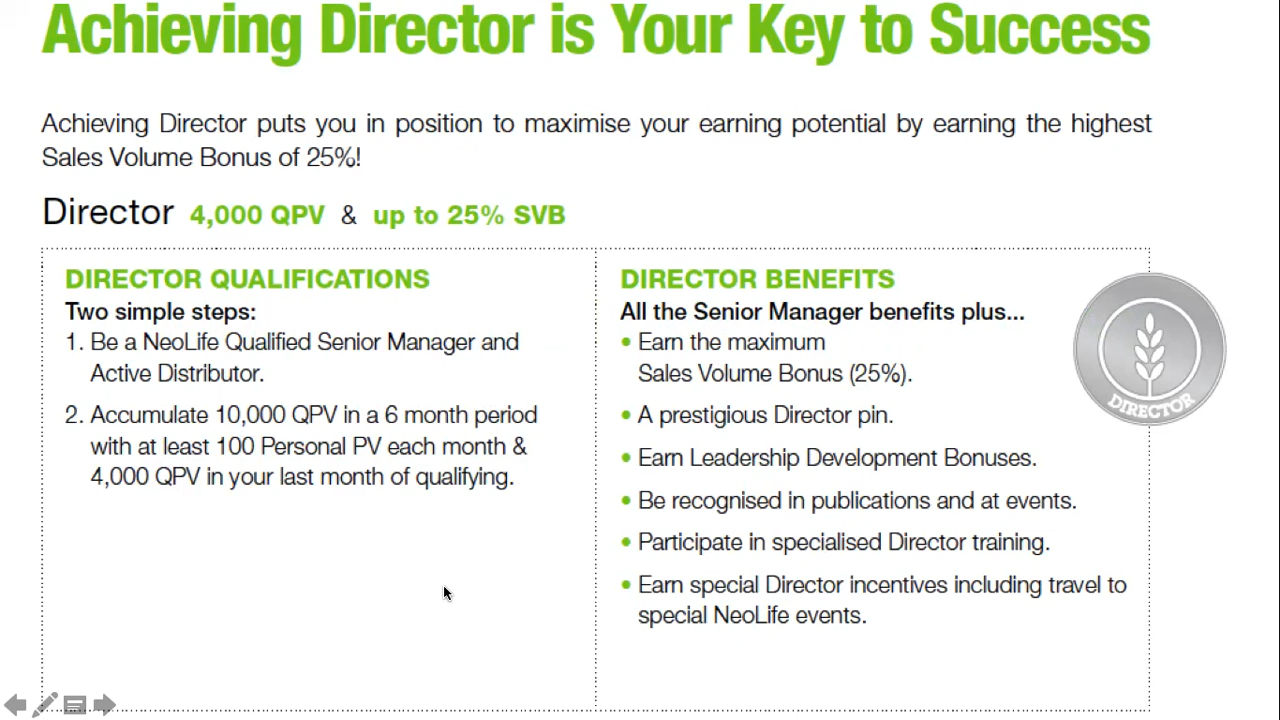 Achieving Director is Your Key to Success
Achieving Director puts you in position to maximise your earning potential by earning the highest
Sales Volume Bonus of 25%!
Director 4,000 QPV & up to 25% SVB
DIRECTOR QUALIFICATIONS
Two simple steps:
1. Be a NeoLife Qualified Senior Manager and
Active Distributor.
2. Accumulate 10,000 QPV in a 6 month period
with at least 100 Personal PV each month &
4,000 QPV in your last month of qualifying.
DIRECTOR BENEFITS
All the Senior Manager benefits plus...
• Earn the maximum
Sales Volume Bonus (25%).
• A prestigious Director pin.
• Earn Leadership Development Bonuses.
• Be recognised in publications and at events.
• Participate in specialised Director training.
• Earn special Director incentives including travel to
special NeoLife events.
DIRECTOR